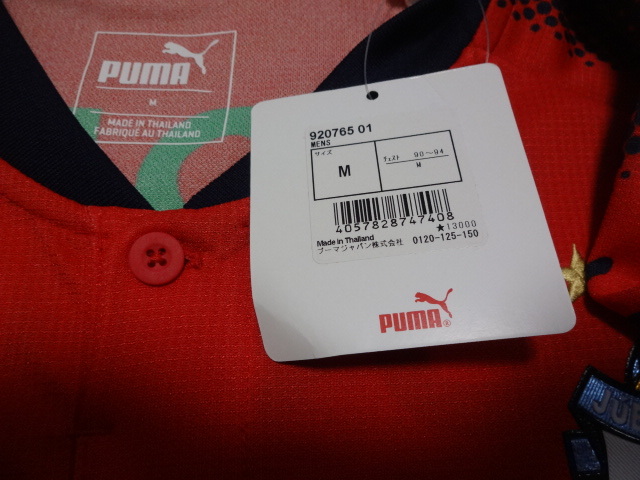 PUMA
M
MADE IN THAILAND
FABRIQUÉ AU THAILAND
920765 01
MENS
サイズ
M
チェスト 90～94
M
4057828747408
★13000
Made in Thailand
プーマジャパン株式会社 0120-125-150
PUMA®
JUB